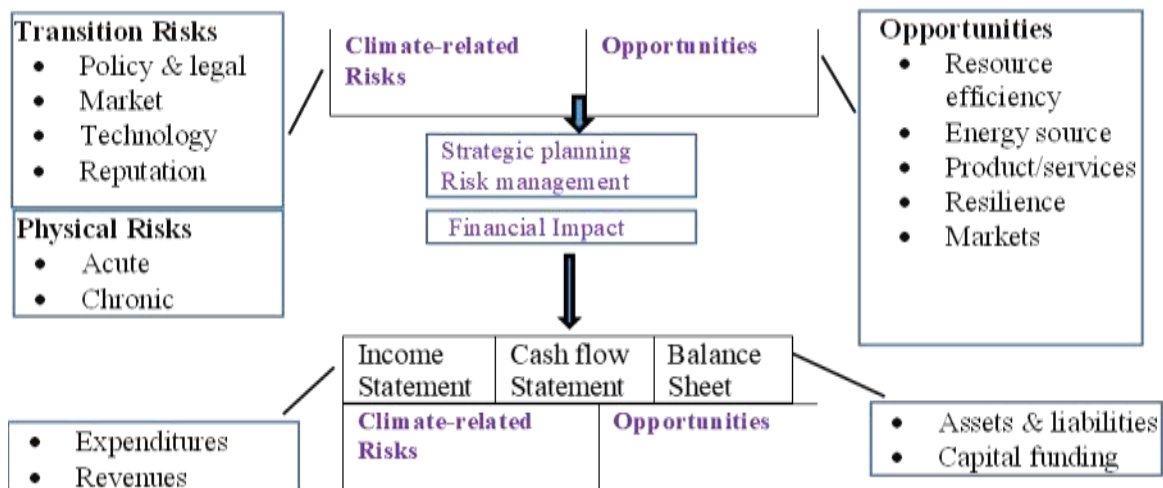 Transition Risks
Policy & legal
Market
Technology
Reputation
Physical Risks
Acute
Chronic
Climate-related
Risks
Opportunities
Strategic planning
Risk management
Financial Impact
Opportunities
Resource
efficiency
Energy source
Product/services
Resilience
Markets
Income
Statement
Cash flow
Statement
Balance
Sheet
Climate-related
Risks
Opportunities
Expenditures
Revenues
Assets & liabilities
Capital funding